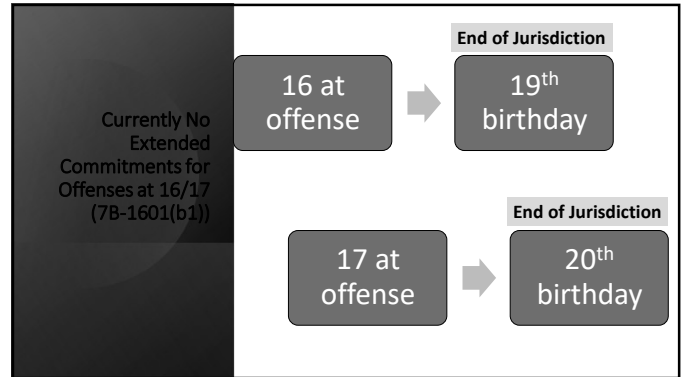 Currently No
Extended
Commitments for
Offenses at 16/17
(7B-1601(b1))
End of Jurisdiction
16 at
offense
19th
birthday
End of Jurisdiction
17 at
offense
20th
birthday